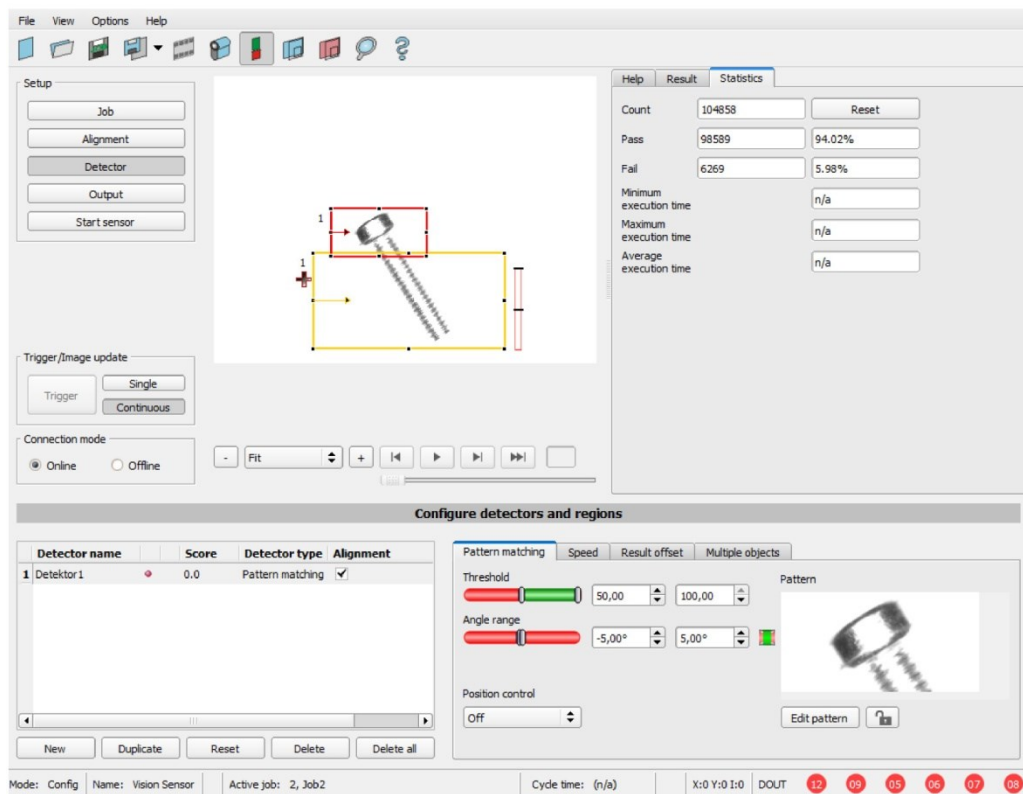 File View Options Help
Setup
Job
Alignment
Detector
Output
Start sensor
Trigger/Image update
Trigger
Single
Continuous
Connection mode
Online Offline
1
1
- Fit +
Help Result Statistics
Count 104858 Reset
Pass 98589 94.02%
Fail 6269 5.98%
Minimum
execution time n/a
Maximum
execution time n/a
Average
execution time n/a
Configure detectors and regions
Detector name Score Detector type Alignment
1 Detektor1 0.0 Pattern matching
New Duplicate Reset Delete Delete all
Pattern matching Speed Result offset Multiple objects
Threshold
50,00 100,00
Angle range
-5,00° 5,00°
Position control
Off
Pattern
Edit pattern
Mode: Config Name: Vision Sensor Active job: 2, Job2 Cycle time: (n/a) X:0 Y:0 I:0 DOUT 12 09 05 06 07 08